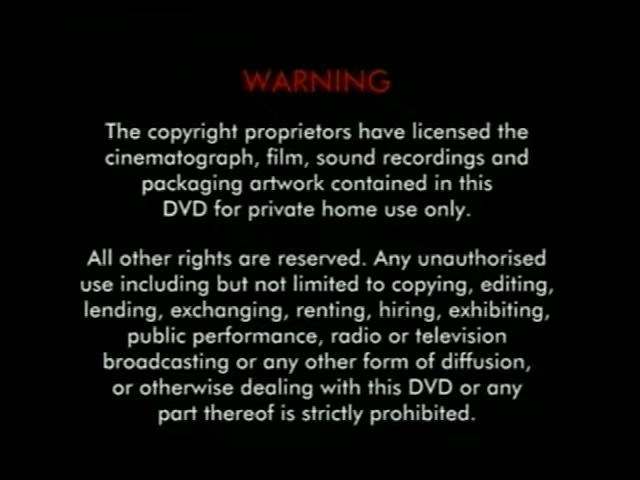 WARNING
The copyright proprietors have licensed the
cinematograph, film, sound recordings and
packaging artwork contained in this
DVD for private home use only.
All other rights are reserved. Any unauthorised
use including but not limited to copying, editing,
lending, exchanging, renting, hiring, exhibiting,
public performance, radio or television
broadcasting or any other form of diffusion,
or otherwise dealing with this DVD or any
part thereof is strictly prohibited.